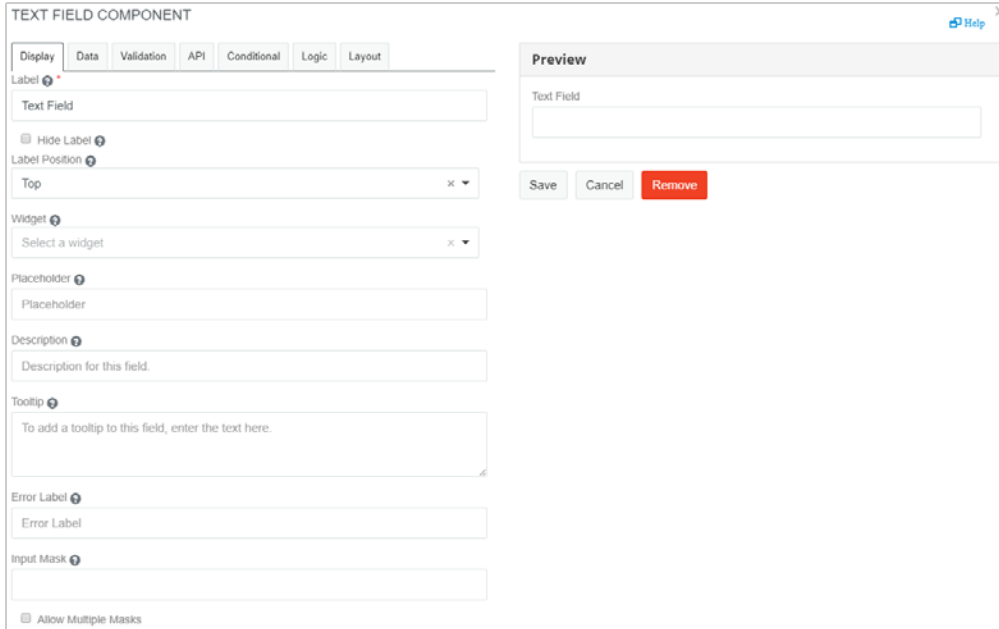 TEXT FIELD COMPONENT
Help
Display Data Validation API Conditional Logic Layout
Label *
Text Field
Hide Label
Label Position
Top
Widget
Select a widget
Placeholder
Placeholder
Description
Description for this field.
Tooltip
To add a tooltip to this field, enter the text here.
Error Label
Error Label
Input Mask
Allow Multiple Masks
Preview
Text Field
Save Cancel Remove